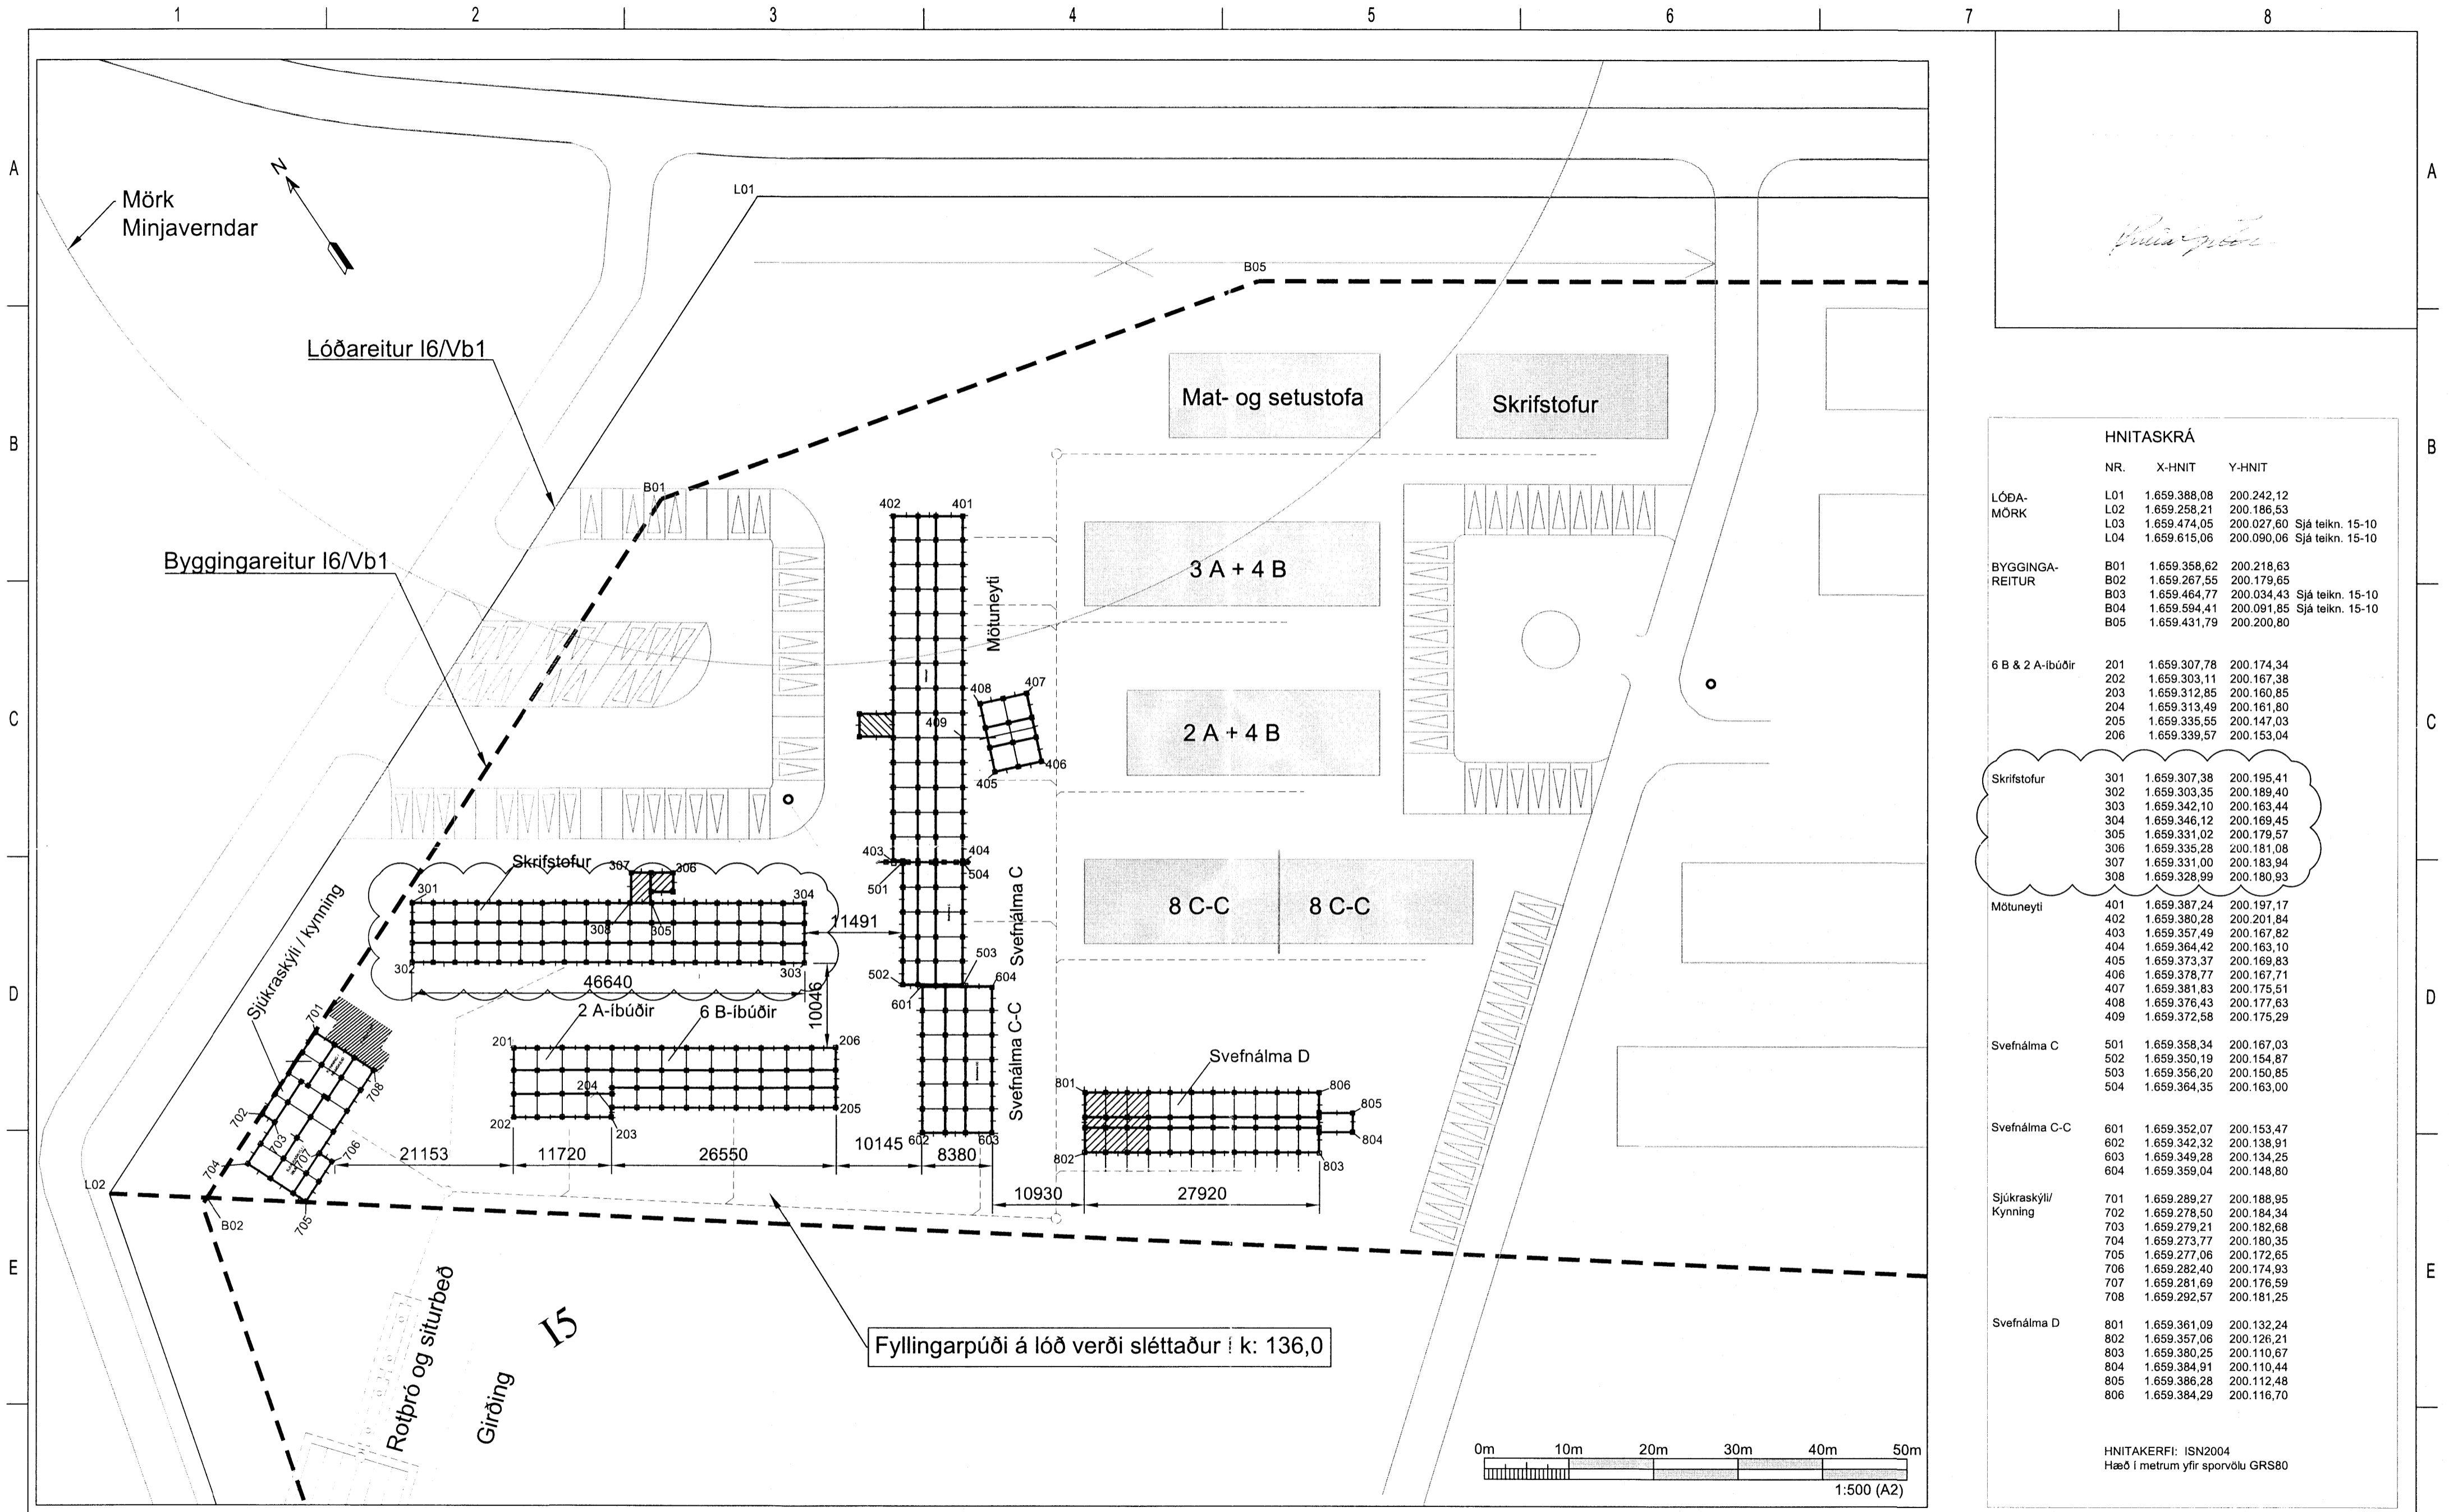 1 2 3 4 5 6 7 8
A
B
C
D
E
A
B
C
D
E
N
Mörk
Minjaverndar
L01
B05
Lóðareitur I6/Vb1
Mat- og setustofa
Skrifstofur
B01
402 401
Byggingareitur I6/Vb1
3 A + 4 B
Mötuneyti
408 407
409
2 A + 4 B
405 406
403 404
501 504
Skrifstofur
307 306
301 304
308 305
11491
Svefnálma C
8 C-C 8 C-C
302 303
46640
502 503
604
601
10046
Sjúkraskýli / kynning
701
2 A-íbúðir 6 B-íbúðir
201 206
204
202 203 205
Svefnálma C-C
Svefnálma D
801 806
805
804
802 803
708
702
703
707
706
704
705
602 603
21153 11720 26550 10145 8380
10930 27920
L02
B02
Rotþró og siturbeð
Girðing
I5
Fyllingarpúði á lóð verði sléttaður í k: 136,0
0m 10m 20m 30m 40m 50m
1:500 (A2)
HNITASKRÁ
NR. X-HNIT Y-HNIT
LÓÐA- L01 1.659.388,08 200.242,12
MÖRK L02 1.659.258,21 200.186,53
L03 1.659.474,05 200.027,60 Sjá teikn. 15-10
L04 1.659.615,06 200.090,06 Sjá teikn. 15-10
BYGGINGA- B01 1.659.358,62 200.218,63
REITUR B02 1.659.267,55 200.179,65
B03 1.659.464,77 200.034,43 Sjá teikn. 15-10
B04 1.659.594,41 200.091,85 Sjá teikn. 15-10
B05 1.659.431,79 200.200,80
6 B & 2 A-íbúðir 201 1.659.307,78 200.174,34
202 1.659.303,11 200.167,38
203 1.659.312,85 200.160,85
204 1.659.313,49 200.161,80
205 1.659.335,55 200.147,03
206 1.659.339,57 200.153,04
Skrifstofur 301 1.659.307,38 200.195,41
302 1.659.303,35 200.189,40
303 1.659.342,10 200.163,44
304 1.659.346,12 200.169,45
305 1.659.331,02 200.179,57
306 1.659.335,28 200.181,08
307 1.659.331,00 200.183,94
308 1.659.328,99 200.180,93
Mötuneyti 401 1.659.387,24 200.197,17
402 1.659.380,28 200.201,84
403 1.659.357,49 200.167,82
404 1.659.364,42 200.163,10
405 1.659.373,37 200.169,83
406 1.659.378,77 200.167,71
407 1.659.381,83 200.175,51
408 1.659.376,43 200.177,63
409 1.659.372,58 200.175,29
Svefnálma C 501 1.659.358,34 200.167,03
502 1.659.350,19 200.154,87
503 1.659.356,20 200.150,85
504 1.659.364,35 200.163,00
Svefnálma C-C 601 1.659.352,07 200.153,47
602 1.659.342,32 200.138,91
603 1.659.349,28 200.134,25
604 1.659.359,04 200.148,80
Sjúkraskýli/ 701 1.659.289,27 200.188,95
Kynning 702 1.659.278,50 200.184,34
703 1.659.279,21 200.182,68
704 1.659.273,77 200.180,35
705 1.659.277,06 200.172,65
706 1.659.282,40 200.174,93
707 1.659.281,69 200.176,59
708 1.659.292,57 200.181,25
Svefnálma D 801 1.659.361,09 200.132,24
802 1.659.357,06 200.126,21
803 1.659.380,25 200.110,67
804 1.659.384,91 200.110,44
805 1.659.386,28 200.112,48
806 1.659.384,29 200.116,70
HNITAKERFI: ISN2004
Hæð í metrum yfir sporvölu GRS80